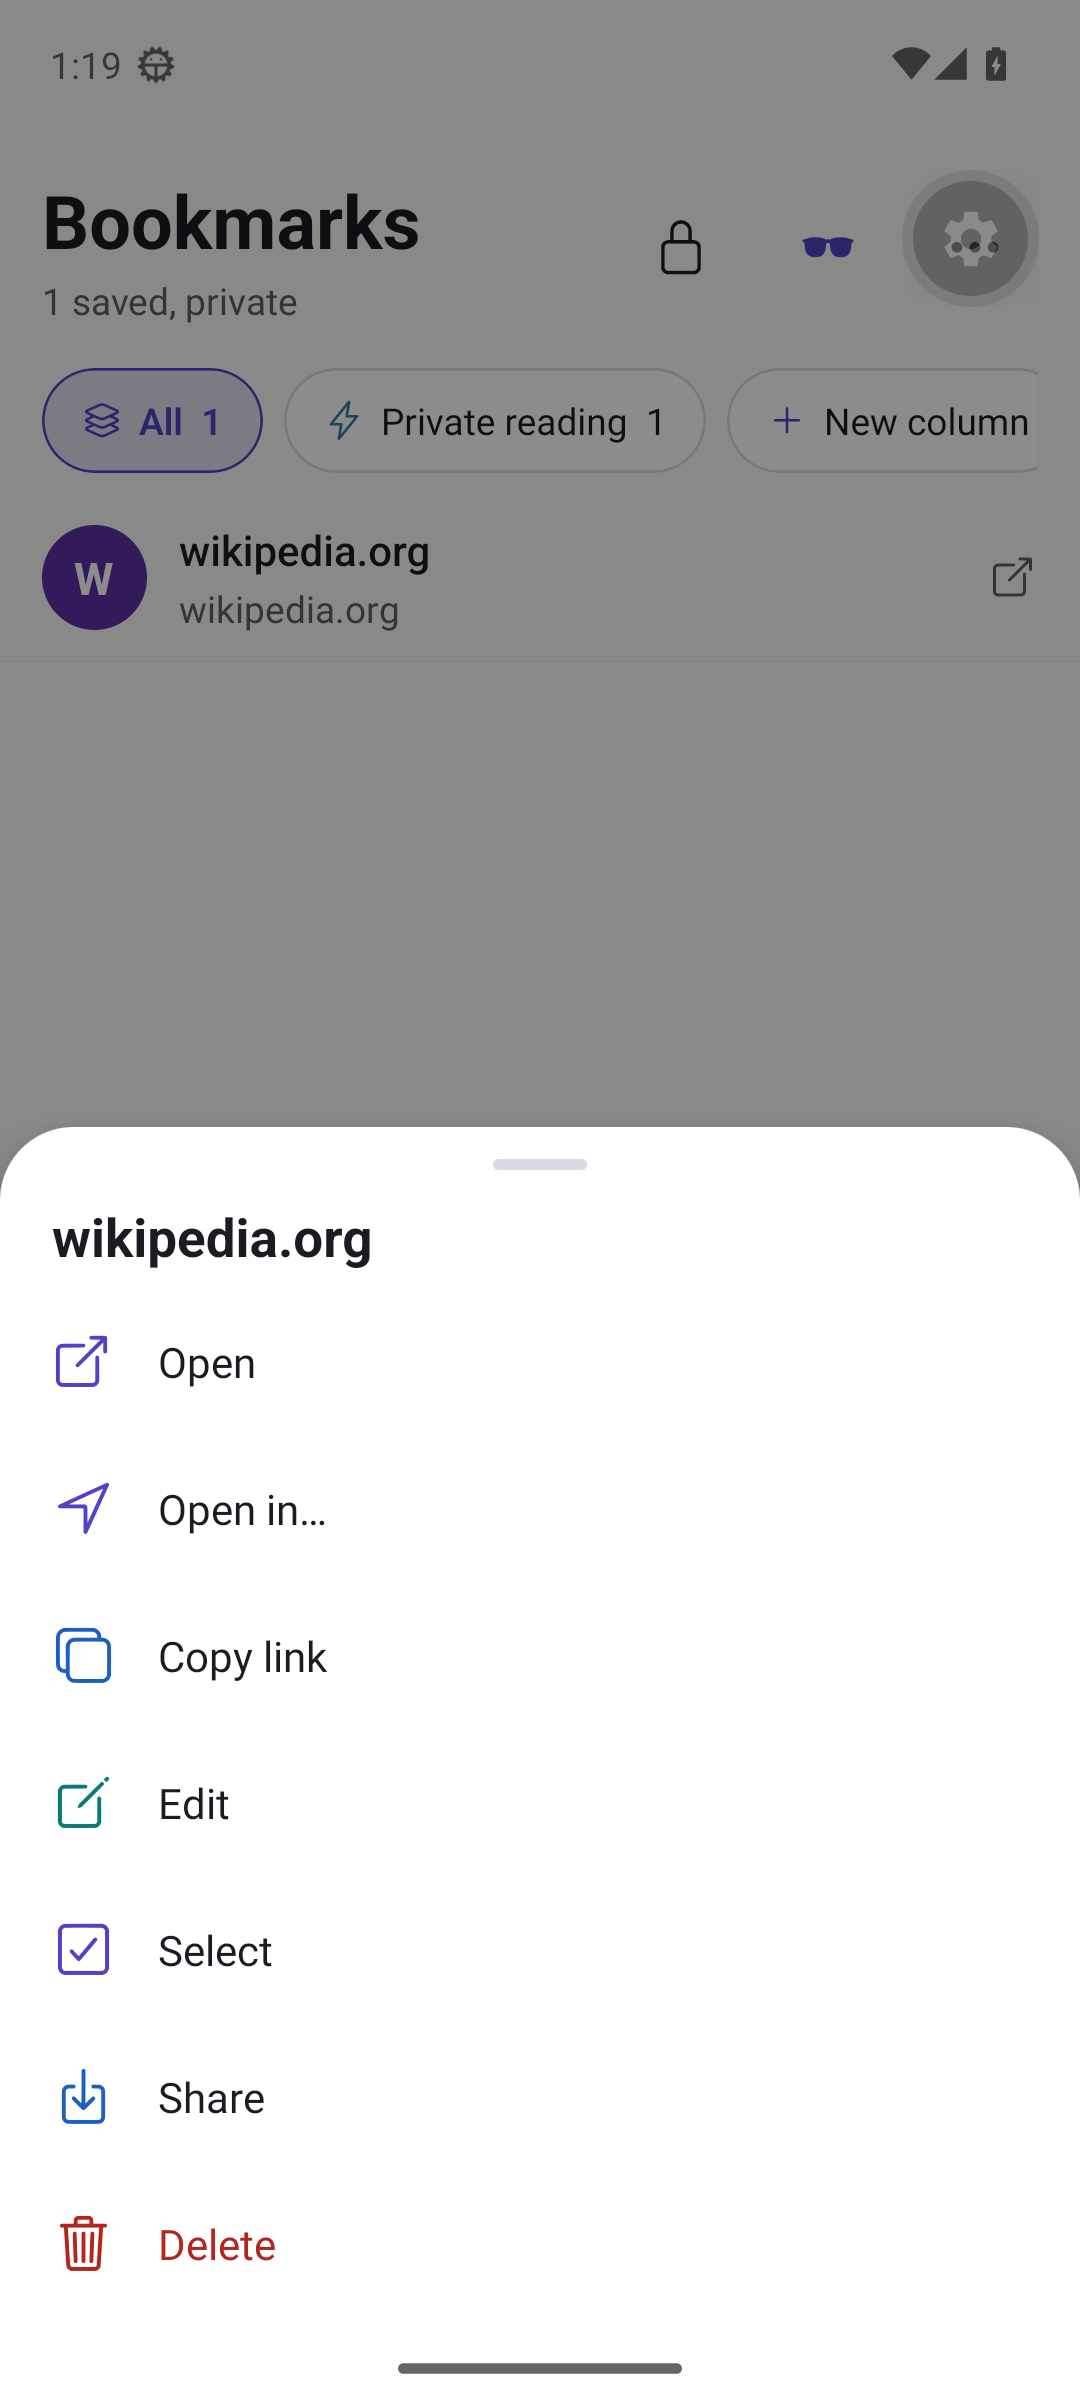 1:19
Bookmarks
1 saved, private
All 1
Private reading 1
New column
W
wikipedia.org
wikipedia.org
wikipedia.org
Open
Open in...
Copy link
Edit
Select
Share
Delete